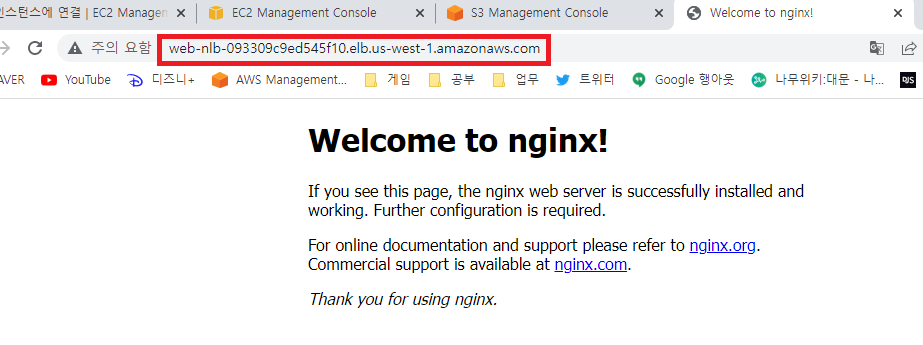 인스턴스에 연결 | EC2 Managem
EC2 Management Console
S3 Management Console
Welcome to nginx!
주의 요함
web-nlb-093309c9ed545f10.elb.us-west-1.amazonaws.com
AVER
YouTube
디즈니+
AWS Management...
게임
공부
업무
트위터
Google 행아웃
나무위키:대문 - 나...
Welcome to nginx!
If you see this page, the nginx web server is successfully installed and
working. Further configuration is required.
For online documentation and support please refer to nginx.org.
Commercial support is available at nginx.com.
Thank you for using nginx.